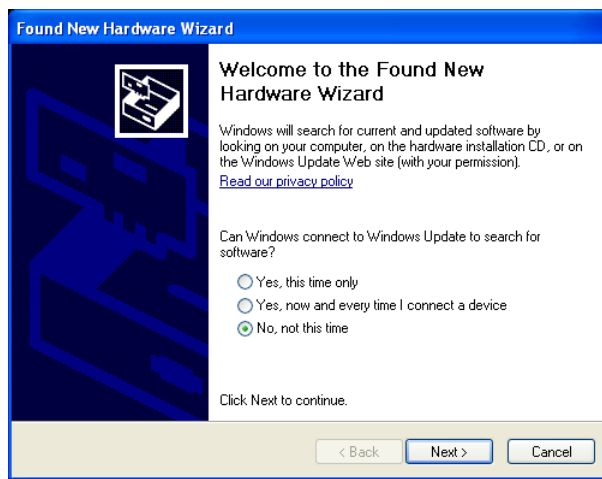 Found New Hardware Wizard
Welcome to the Found New
Hardware Wizard
Windows will search for current and updated software by
looking on your computer, on the hardware installation CD, or on
the Windows Update Web site (with your permission).
Read our privacy policy
Can Windows connect to Windows Update to search for
software?
Yes, this time only
Yes, now and every time I connect a device
No, not this time
Click Next to continue.
< Back Next > Cancel